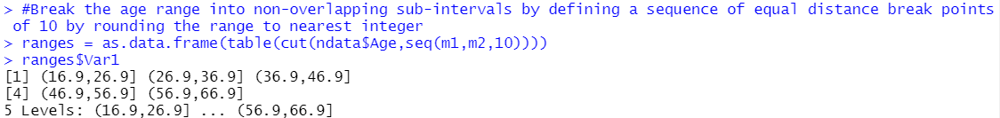 > #Break the age range into non-overlapping sub-intervals by defining a sequence of equal distance break points
of 10 by rounding the range to nearest integer
> ranges = as.data.frame(table(cut(ndata$Age,seq(m1,m2,10))))
> ranges$Var1
[1] (16.9,26.9] (26.9,36.9] (36.9,46.9]
[4] (46.9,56.9] (56.9,66.9]
5 Levels: (16.9,26.9] ... (56.9,66.9]